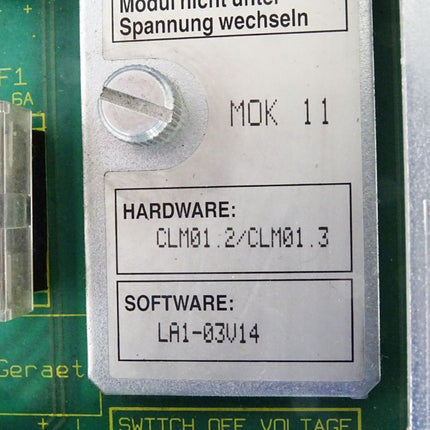 Modul nicht unter
Spannung wechseln
F1
6A
MOK 11
HARDWARE:
CLM01.2/CLM01.3
SOFTWARE:
LA1-03V14
Geraet
+
+
SWITCH OFF VOLTAGE